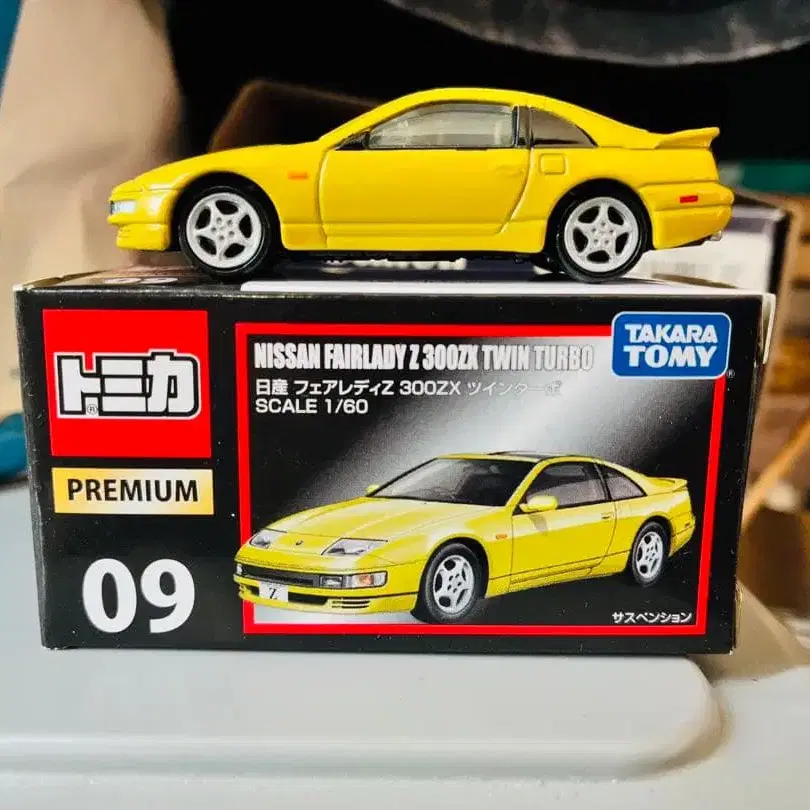 トミカ
®
PREMIUM
09
NISSAN FAIRLADY Z 300ZX TWIN TURBO
日産 フェアレディZ 300ZX ツインターボ
SCALE 1/60
TAKARA
TOMY
®
Z
サスペンション
09